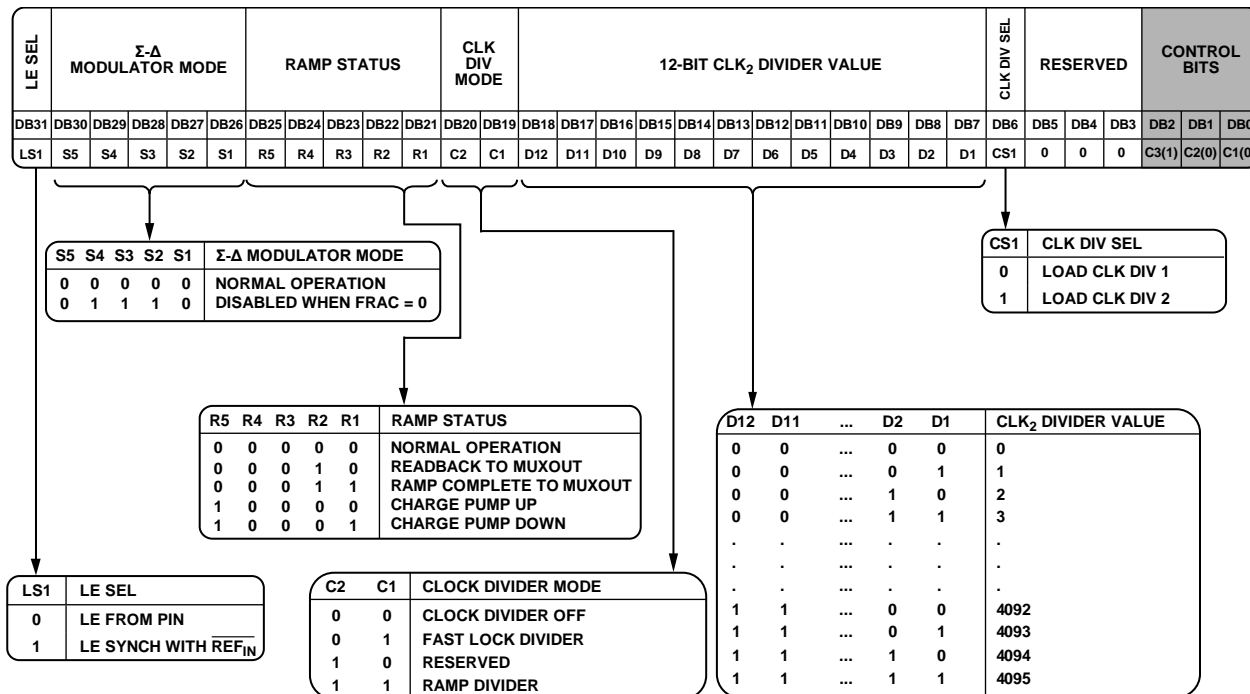 LE SEL
Σ-Δ MODULATOR MODE
RAMP STATUS
CLK DIV MODE
12-BIT CLK₂ DIVIDER VALUE
CLK DIV SEL
RESERVED
CONTROL BITS
DB31 DB30 DB29 DB28 DB27 DB26 DB25 DB24 DB23 DB22 DB21 DB20 DB19 DB18 DB17 DB16 DB15 DB14 DB13 DB12 DB11 DB10 DB9 DB8 DB7 DB6 DB5 DB4 DB3 DB2 DB1 DB0
LS1 S5 S4 S3 S2 S1 R5 R4 R3 R2 R1 C2 C1 D12 D11 D10 D9 D8 D7 D6 D5 D4 D3 D2 D1 CS1 0 0 0 C3(1) C2(0) C1(0
S5 S4 S3 S2 S1 Σ-Δ MODULATOR MODE
0 0 0 0 0 NORMAL OPERATION
0 1 1 1 0 DISABLED WHEN FRAC = 0
CS1 CLK DIV SEL
0 LOAD CLK DIV 1
1 LOAD CLK DIV 2
R5 R4 R3 R2 R1 RAMP STATUS
0 0 0 0 0 NORMAL OPERATION
0 0 0 1 0 READBACK TO MUXOUT
0 0 0 1 1 RAMP COMPLETE TO MUXOUT
1 0 0 0 0 CHARGE PUMP UP
1 0 0 0 1 CHARGE PUMP DOWN
D12 D11 ... D2 D1 CLK₂ DIVIDER VALUE
0 0 ... 0 0 0
0 0 ... 0 1 1
0 0 ... 1 0 2
0 0 ... 1 1 3
. . ... . . .
. . ... . . .
. . ... . . .
1 1 ... 0 0 4092
1 1 ... 0 1 4093
1 1 ... 1 0 4094
1 1 ... 1 1 4095
LS1 LE SEL
0 LE FROM PIN
1 LE SYNCH WITH REF_IN
C2 C1 CLOCK DIVIDER MODE
0 0 CLOCK DIVIDER OFF
0 1 FAST LOCK DIVIDER
1 0 RESERVED
1 1 RAMP DIVIDER